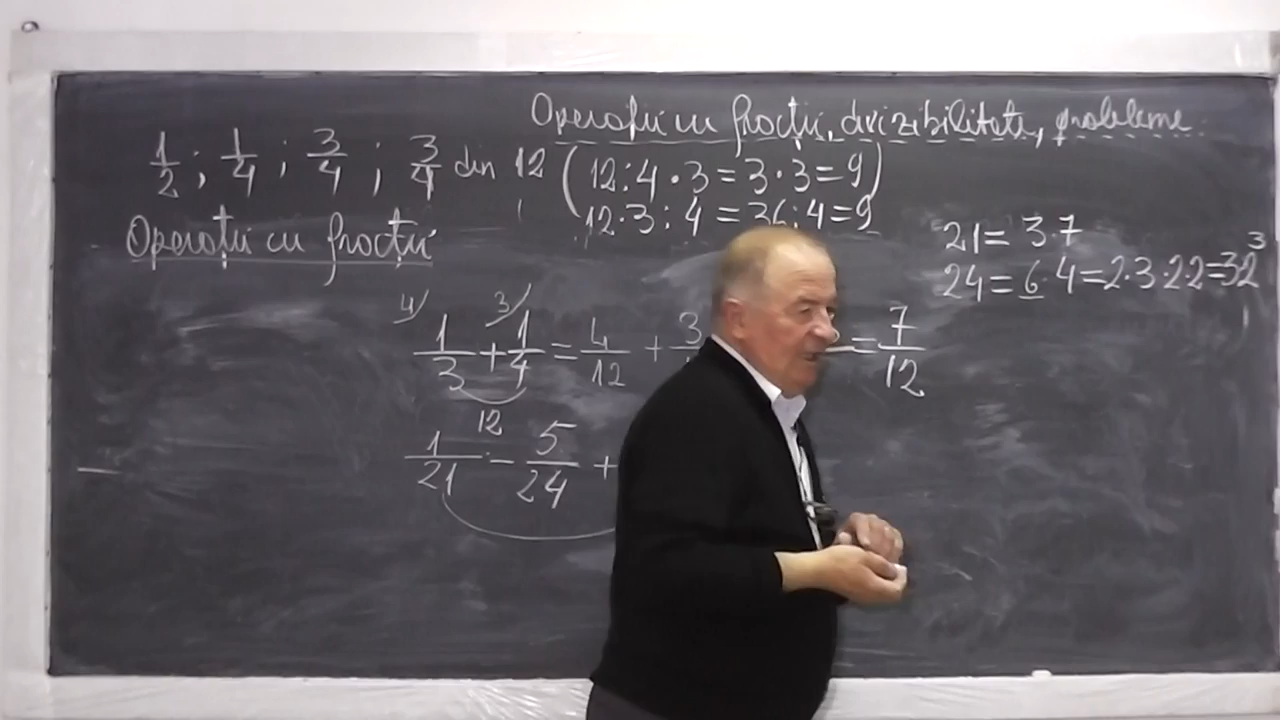 Operații cu fracții, divizibilitate, probleme
1/2 ; 1/4 ; 3/4 ; 3/4 din 12 (12:4·3=3·3=9)
12·3:4=36:4=9
Operații cu fracții
21=3·7
24=6·4=2·3·2·2=3·2³
4/ 3/
1/3 + 1/4 = 4/12 + 3 = 7/12
12
1/21 - 5/24 +